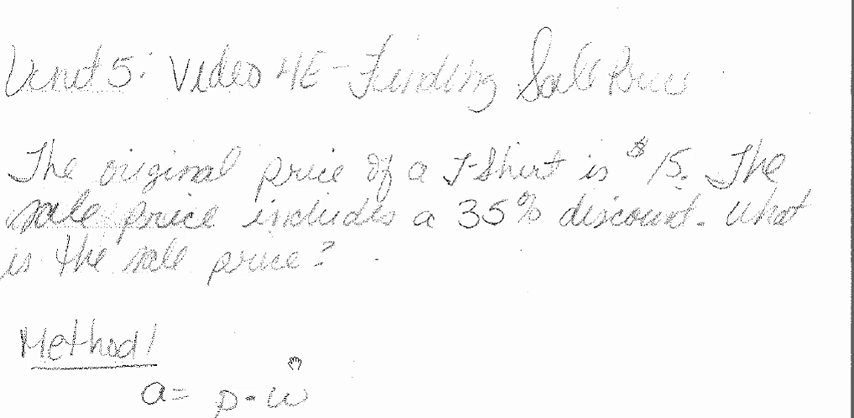 Unit 5: Video 4E - Finding Sale Price
The original price of a T-Shirt is $15. The
sale price includes a 35% discount. What
is the sale price?
Method 1
a = p · w